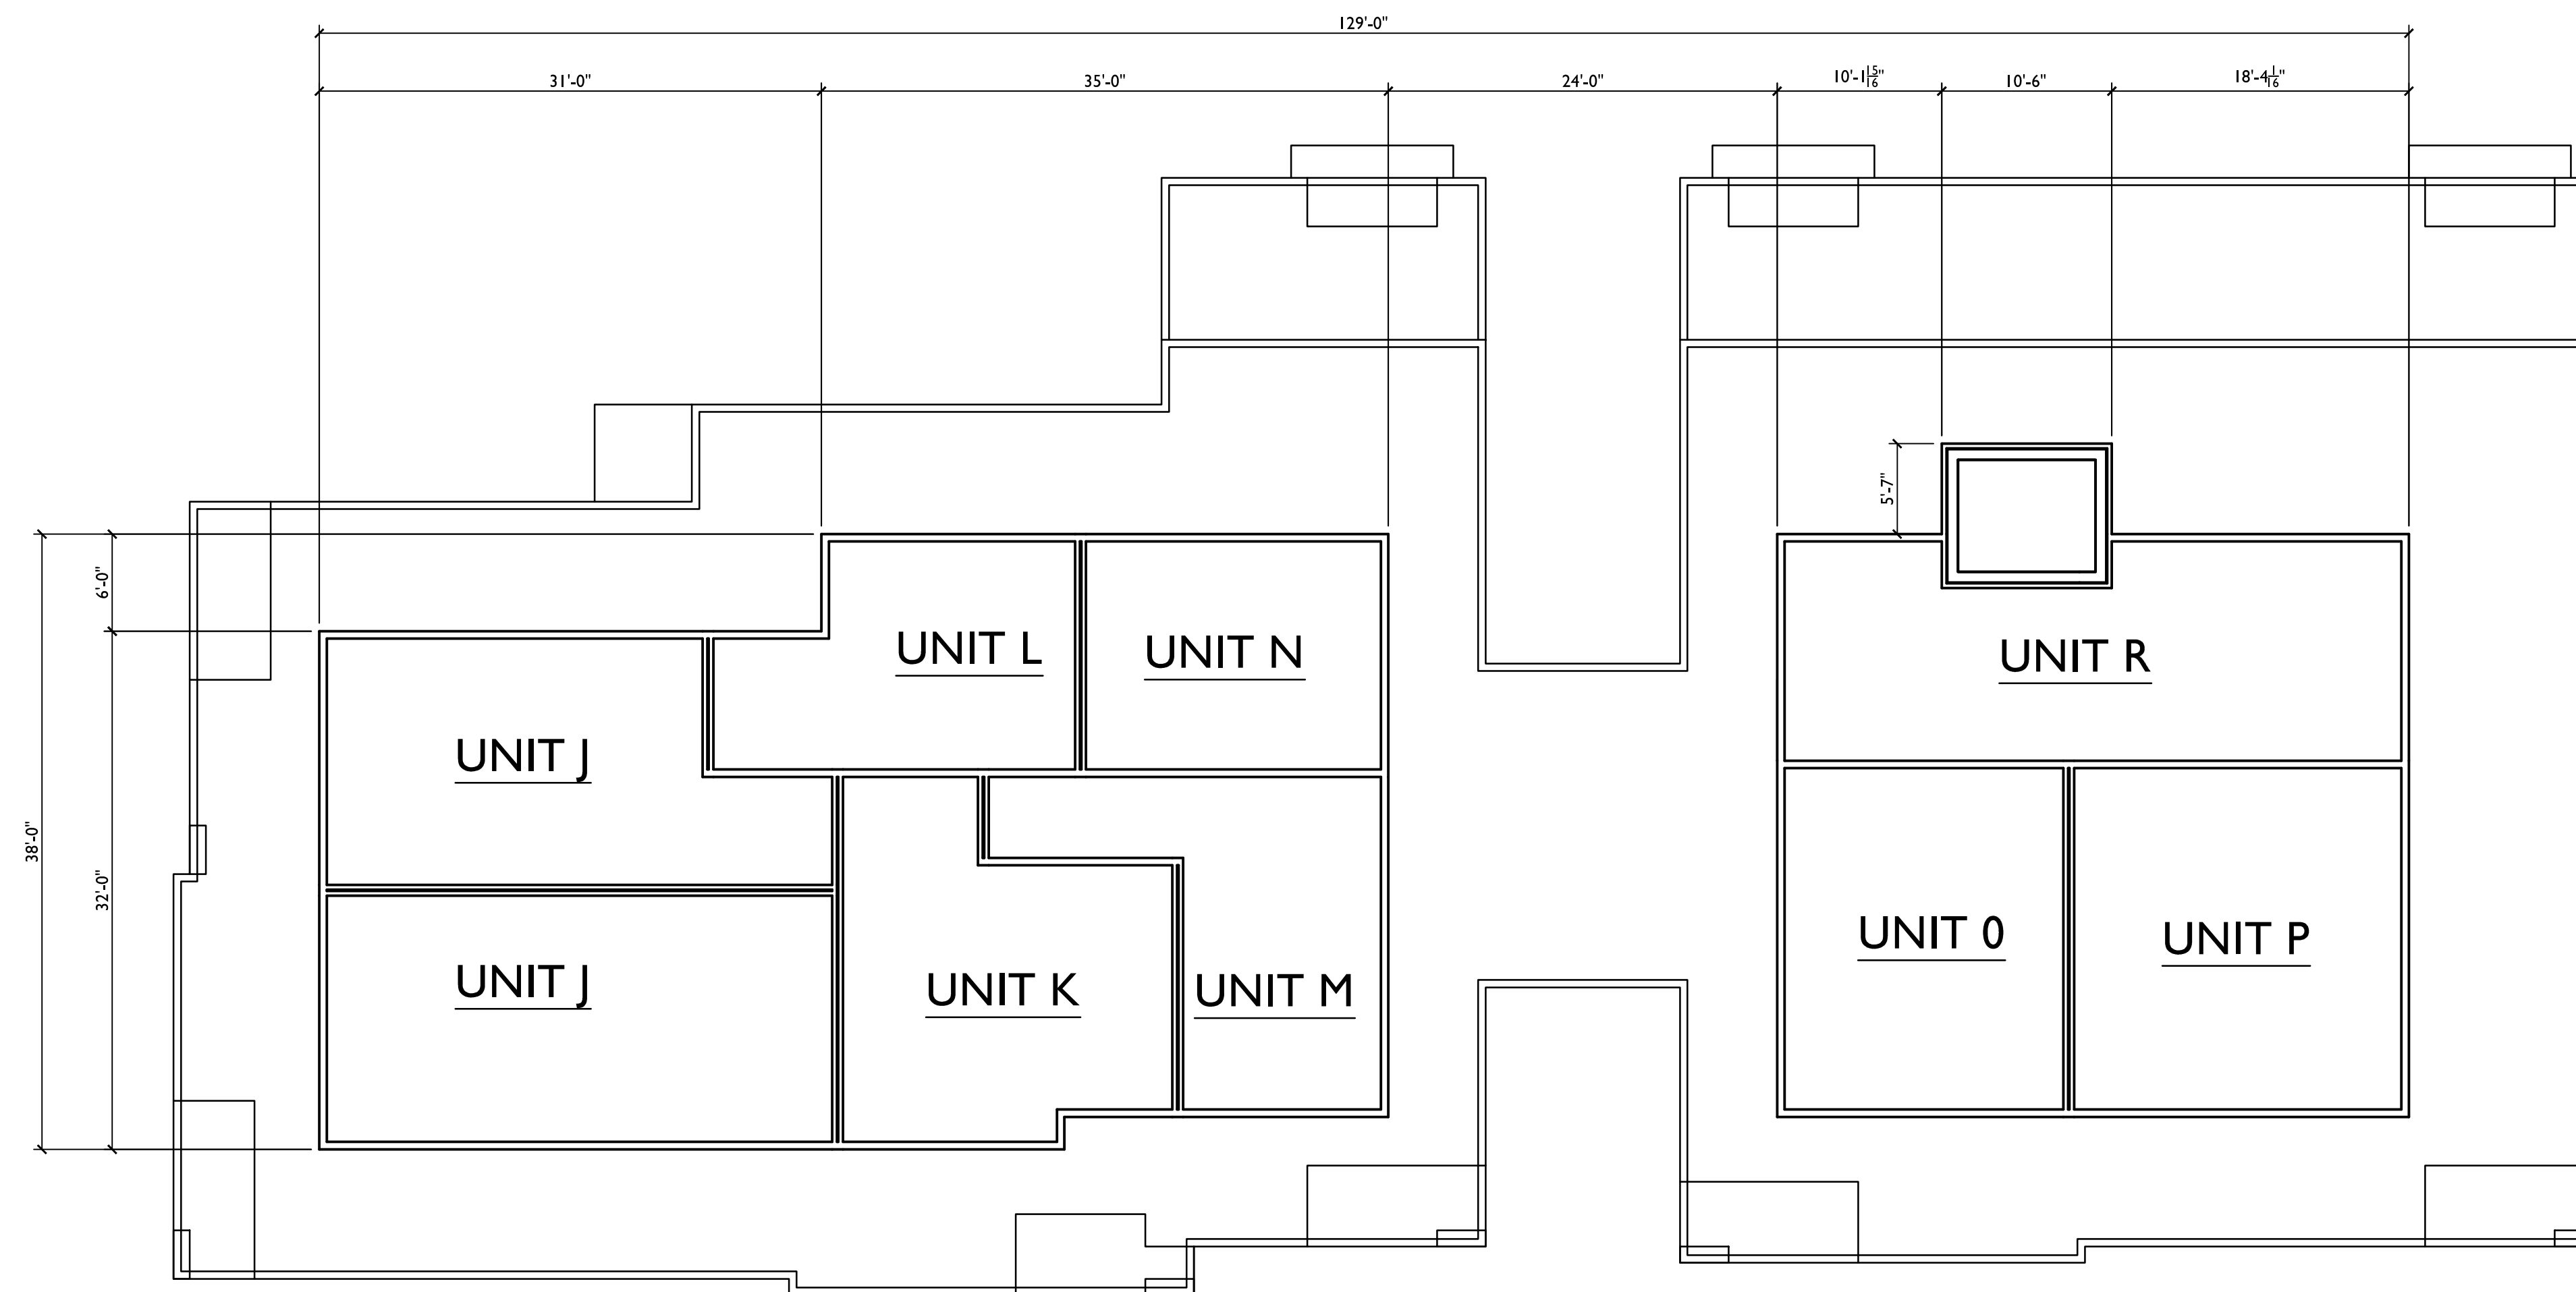 129'-0"
31'-0"
35'-0"
24'-0"
10'-1 15/16"
10'-6"
18'-4 1/16"
5'-7"
6'-0"
38'-0"
32'-0"
UNIT L
UNIT N
UNIT R
UNIT J
UNIT 0
UNIT P
UNIT J
UNIT K
UNIT M